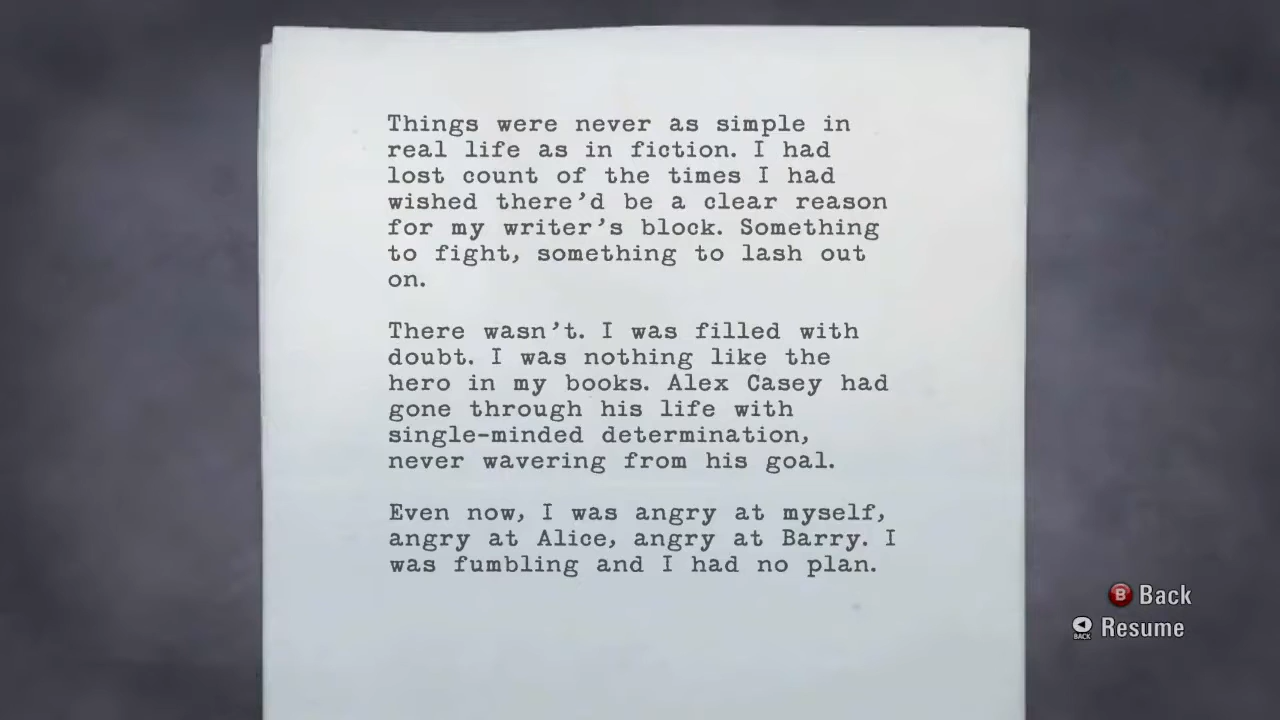 Things were never as simple in
real life as in fiction. I had
lost count of the times I had
wished there'd be a clear reason
for my writer's block. Something
to fight, something to lash out
on.
There wasn't. I was filled with
doubt. I was nothing like the
hero in my books. Alex Casey had
gone through his life with
single-minded determination,
never wavering from his goal.
Even now, I was angry at myself,
angry at Alice, angry at Barry. I
was fumbling and I had no plan.
B Back
BACK Resume